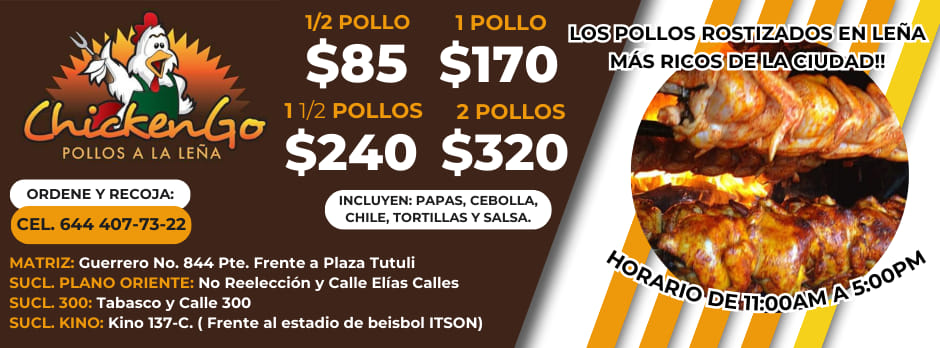 ChickenGo
POLLOS A LA LEÑA
ORDENE Y RECOJA:
CEL. 644 407-73-22
1/2 POLLO
$85
1 POLLO
$170
1 1/2 POLLOS
$240
2 POLLOS
$320
INCLUYEN: PAPAS, CEBOLLA,
CHILE, TORTILLAS Y SALSA.
MATRIZ: Guerrero No. 844 Pte. Frente a Plaza Tutuli
SUCL. PLANO ORIENTE: No Reelección y Calle Elías Calles
SUCL. 300: Tabasco y Calle 300
SUCL. KINO: Kino 137-C. ( Frente al estadio de beisbol ITSON)
LOS POLLOS ROSTIZADOS EN LEÑA
MÁS RICOS DE LA CIUDAD!!
HORARIO DE 11:00AM A 5:00PM